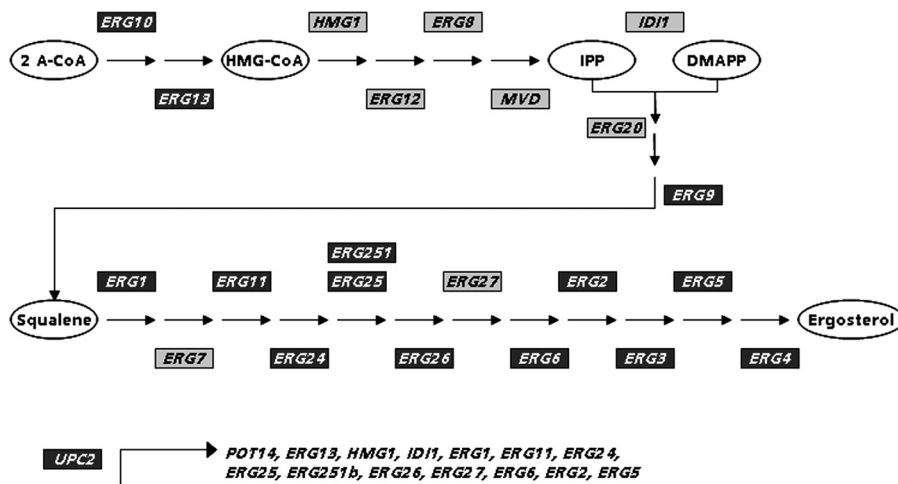 ERG10 HMG1 ERG8 IDI1
2 A-CoA HMG-CoA IPP DMAPP
ERG13 ERG12 MVD
ERG20
ERG9
ERG251
ERG1 ERG11 ERG25 ERG27 ERG2 ERG5
Squalene Ergosterol
ERG7 ERG24 ERG26 ERG6 ERG3 ERG4
UPC2 POT14, ERG13, HMG1, IDI1, ERG1, ERG11, ERG24,
ERG25, ERG251b, ERG26, ERG27, ERG6, ERG2, ERG5